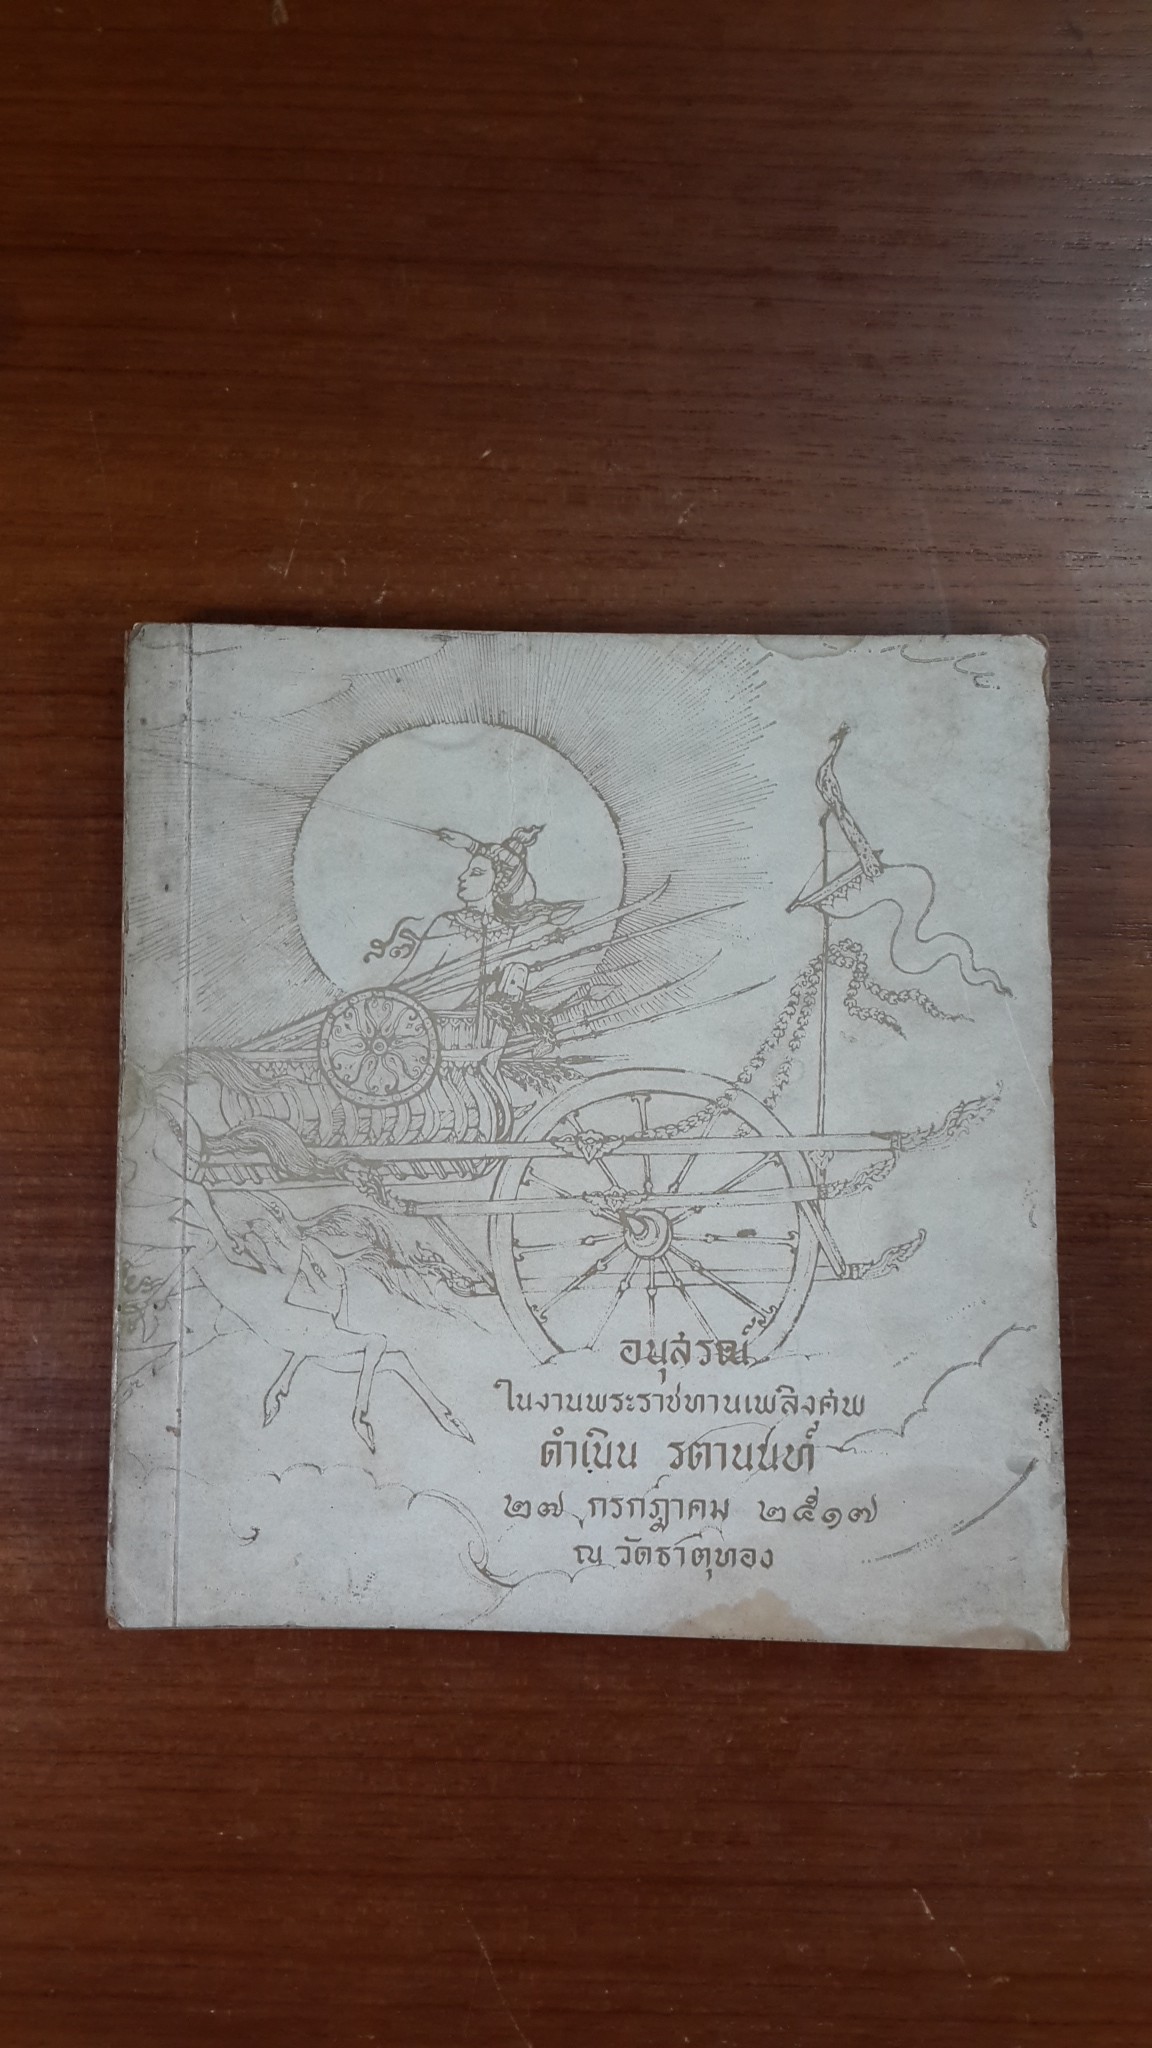 อนุสรณ์
ในงานพระราชทานเพลิงศพ
ดำเนิน รตานนท์
๒๗ กรกฎาคม ๒๕๑๗
ณ วัดธาตุทอง